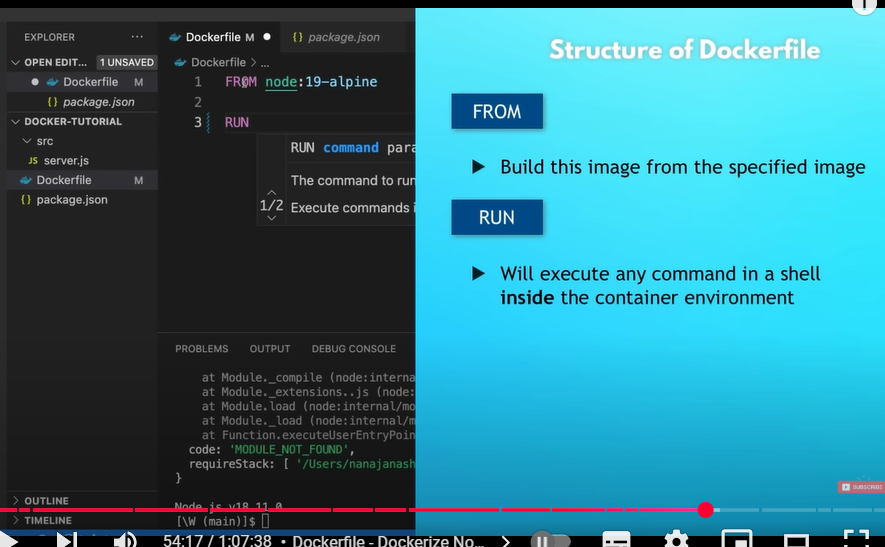 EXPLORER
...
OPEN EDIT... 1 UNSAVED
Dockerfile M
{} package.json
DOCKER-TUTORIAL
src
JS server.js
Dockerfile M
{} package.json
OUTLINE
TIMELINE
Dockerfile M ●
{} package.json
Dockerfile > ...
1 FROM node:19-alpine
2
3 RUN
RUN command para
The command to run
1/2 Execute commands i
PROBLEMS OUTPUT DEBUG CONSOLE
at Module._compile (node:interna
at Module._extensions..js (node:
at Module.load (node:internal/mo
at Module._load (node:internal/m
at Function.executeUserEntryPoin
code: 'MODULE_NOT_FOUND',
requireStack: [ '/Users/nanajanash
}
Node.js v18.11.0
[\W (main)]$
Structure of Dockerfile
FROM
Build this image from the specified image
RUN
Will execute any command in a shell
inside the container environment
SUBSCRIBE
54:17 / 1:07:38 • Dockerfile - Dockerize No...